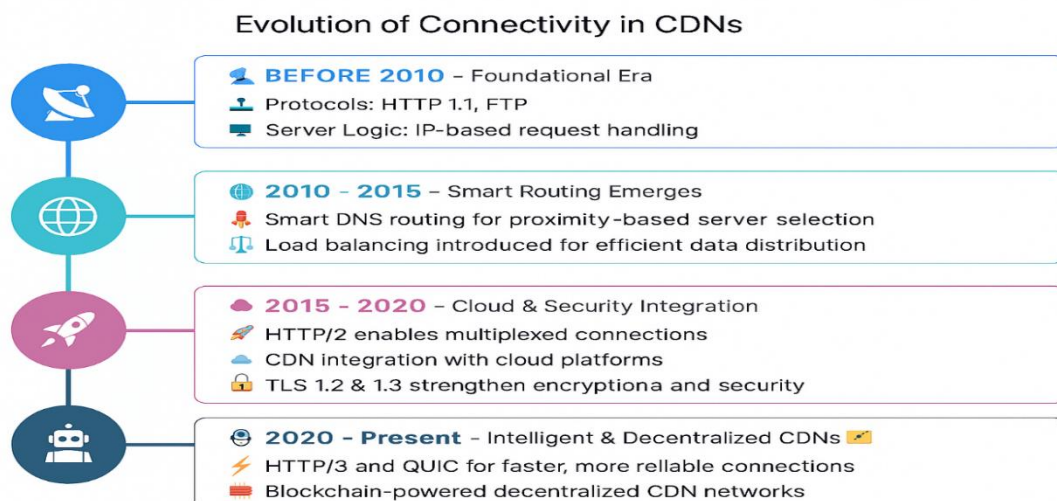 Evolution of Connectivity in CDNs
BEFORE 2010 – Foundational Era
Protocols: HTTP 1.1, FTP
Server Logic: IP-based request handling
2010 - 2015 – Smart Routing Emerges
Smart DNS routing for proximity-based server selection
Load balancing introduced for efficient data distribution
2015 - 2020 – Cloud & Security Integration
HTTP/2 enables multiplexed connections
CDN integration with cloud platforms
TLS 1.2 & 1.3 strengthen encryptiona and security
2020 - Present – Intelligent & Decentralized CDNs
HTTP/3 and QUIC for faster, more rellable connections
Blockchain-powered decentralized CDN networks